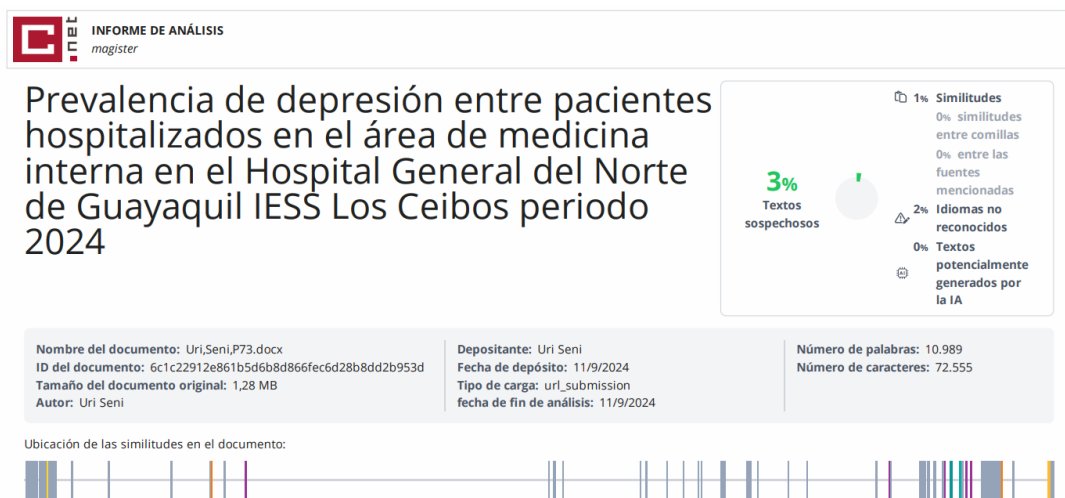 C
.net
INFORME DE ANÁLISIS
magister
Prevalencia de depresión entre pacientes
hospitalizados en el área de medicina
interna en el Hospital General del Norte
de Guayaquil IESS Los Ceibos periodo
2024
3%
Textos
sospechosos
1% Similitudes
0% similitudes
entre comillas
0% entre las
fuentes
mencionadas
2% Idiomas no
reconocidos
0% Textos
potencialmente
generados por
la IA
Nombre del documento: Uri,Seni,P73.docx
ID del documento: 6c1c22912e861b5d6b8d866fec6d28b8dd2b953d
Tamaño del documento original: 1,28 MB
Autor: Uri Seni
Depositante: Uri Seni
Fecha de depósito: 11/9/2024
Tipo de carga: url_submission
fecha de fin de análisis: 11/9/2024
Número de palabras: 10.989
Número de caracteres: 72.555
Ubicación de las similitudes en el documento: